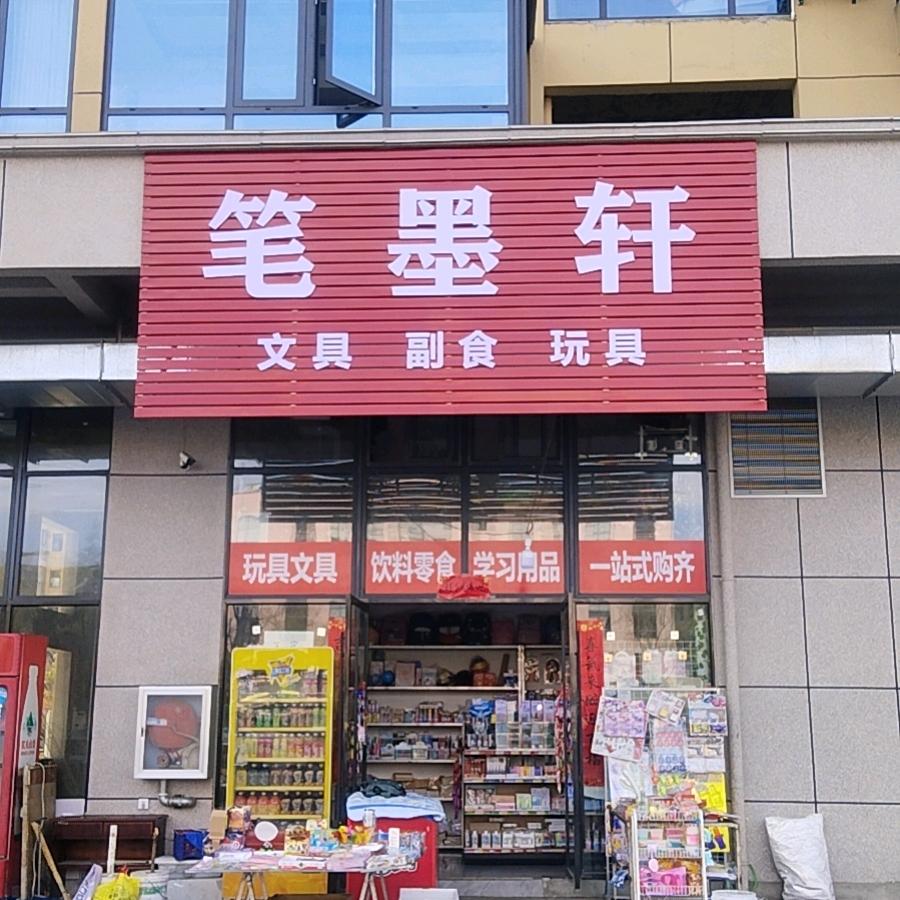 笔墨轩
文具 副食 玩具
玩具文具 饮料零食 学习用品 一站式购齐